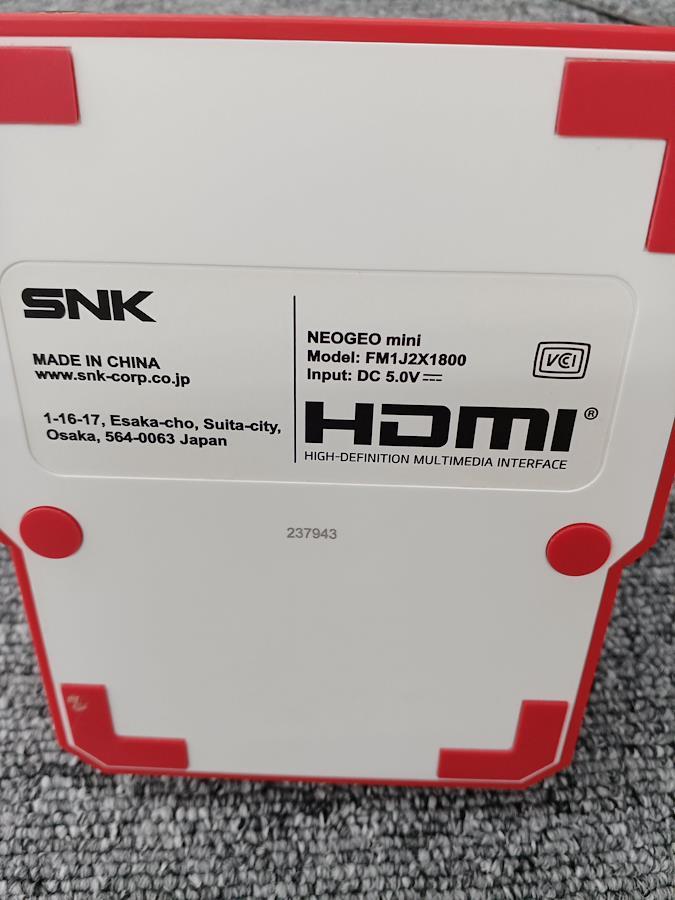 SNK
MADE IN CHINA
www.snk-corp.co.jp
1-16-17, Esaka-cho, Suita-city,
Osaka, 564-0063 Japan
NEOGEO mini
Model: FM1J2X1800
Input: DC 5.0V⎓
VCCI
HDMI®
HIGH-DEFINITION MULTIMEDIA INTERFACE
237943